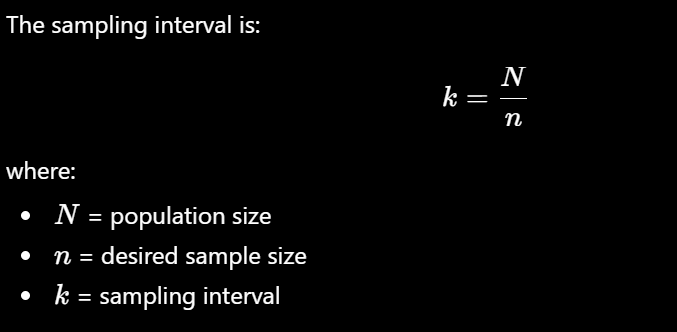 The sampling interval is:
k = N/n
where:
• N = population size
• n = desired sample size
• k = sampling interval